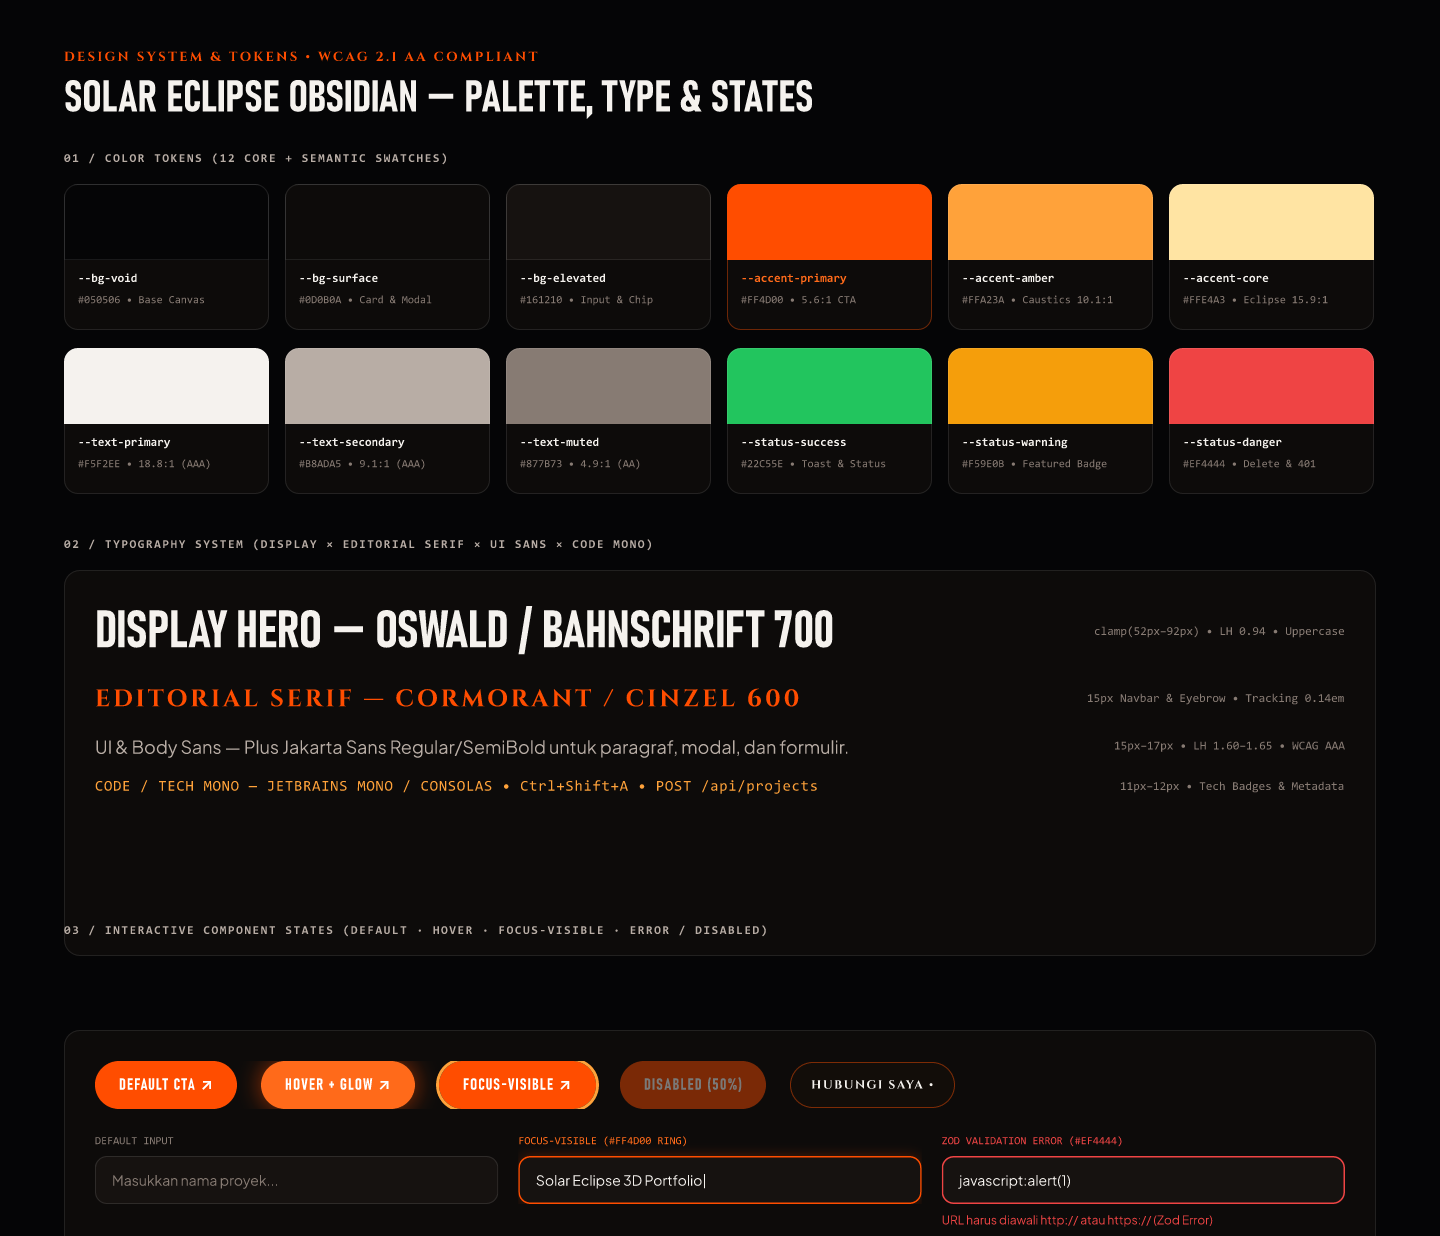 DESIGN SYSTEM & TOKENS • WCAG 2.1 AA COMPLIANT
SOLAR ECLIPSE OBSIDIAN — PALETTE, TYPE & STATES
01 / COLOR TOKENS (12 CORE + SEMANTIC SWATCHES)
--bg-void
#050506 • Base Canvas
--bg-surface
#0D0B0A • Card & Modal
--bg-elevated
#161210 • Input & Chip
--accent-primary
#FF4D00 • 5.6:1 CTA
--accent-amber
#FFA23A • Caustics 10.1:1
--accent-core
#FFE4A3 • Eclipse 15.9:1
--text-primary
#F5F2EE • 18.8:1 (AAA)
--text-secondary
#B8ADA5 • 9.1:1 (AAA)
--text-muted
#877B73 • 4.9:1 (AA)
--status-success
#22C55E • Toast & Status
--status-warning
#F59E0B • Featured Badge
--status-danger
#EF4444 • Delete & 401
02 / TYPOGRAPHY SYSTEM (DISPLAY × EDITORIAL SERIF × UI SANS × CODE MONO)
DISPLAY HERO — OSWALD / BAHNSCHRIFT 700
clamp(52px–92px) • LH 0.94 • Uppercase
EDITORIAL SERIF — CORMORANT / CINZEL 600
15px Navbar & Eyebrow • Tracking 0.14em
UI & Body Sans — Plus Jakarta Sans Regular/SemiBold untuk paragraf, modal, dan formulir.
15px–17px • LH 1.60–1.65 • WCAG AAA
CODE / TECH MONO — JETBRAINS MONO / CONSOLAS • Ctrl+Shift+A • POST /api/projects
11px–12px • Tech Badges & Metadata
03 / INTERACTIVE COMPONENT STATES (DEFAULT · HOVER · FOCUS-VISIBLE · ERROR / DISABLED)
DEFAULT CTA ↗
HOVER + GLOW ↗
FOCUS-VISIBLE ↗
DISABLED (50%)
HUBUNGI SAYA •
DEFAULT INPUT
FOCUS-VISIBLE (#FF4D00 RING)
ZOD VALIDATION ERROR (#EF4444)
Masukkan nama proyek...
Solar Eclipse 3D Portfolio|
javascript:alert(1)
URL harus diawali http:// atau https:// (Zod Error)